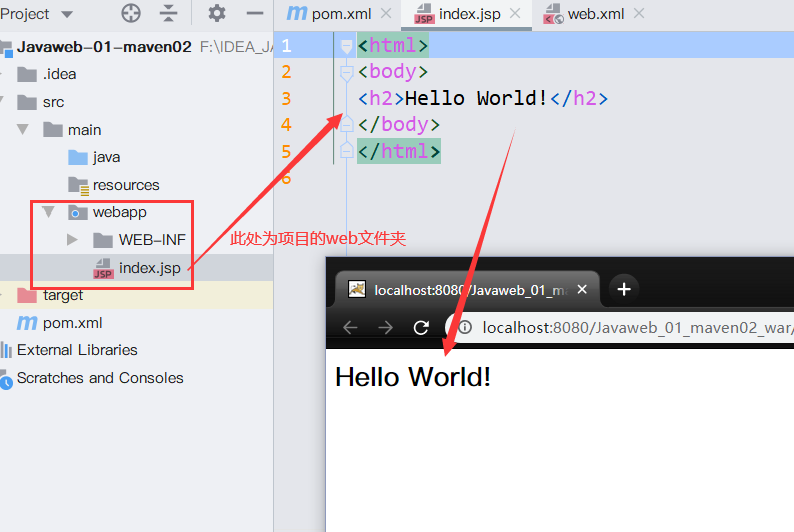 Project
pom.xml
index.jsp
web.xml
Javaweb-01-maven02 F:\IDEA_JA
.idea
src
main
java
resources
webapp
WEB-INF
index.jsp
target
pom.xml
External Libraries
Scratches and Consoles
1 <html>
2 <body>
3 <h2>Hello World!</h2>
4 </body>
5 </html>
6
此处为项目的web文件夹
localhost:8080/Javaweb_01_ma
localhost:8080/Javaweb_01_maven02_war/
Hello World!